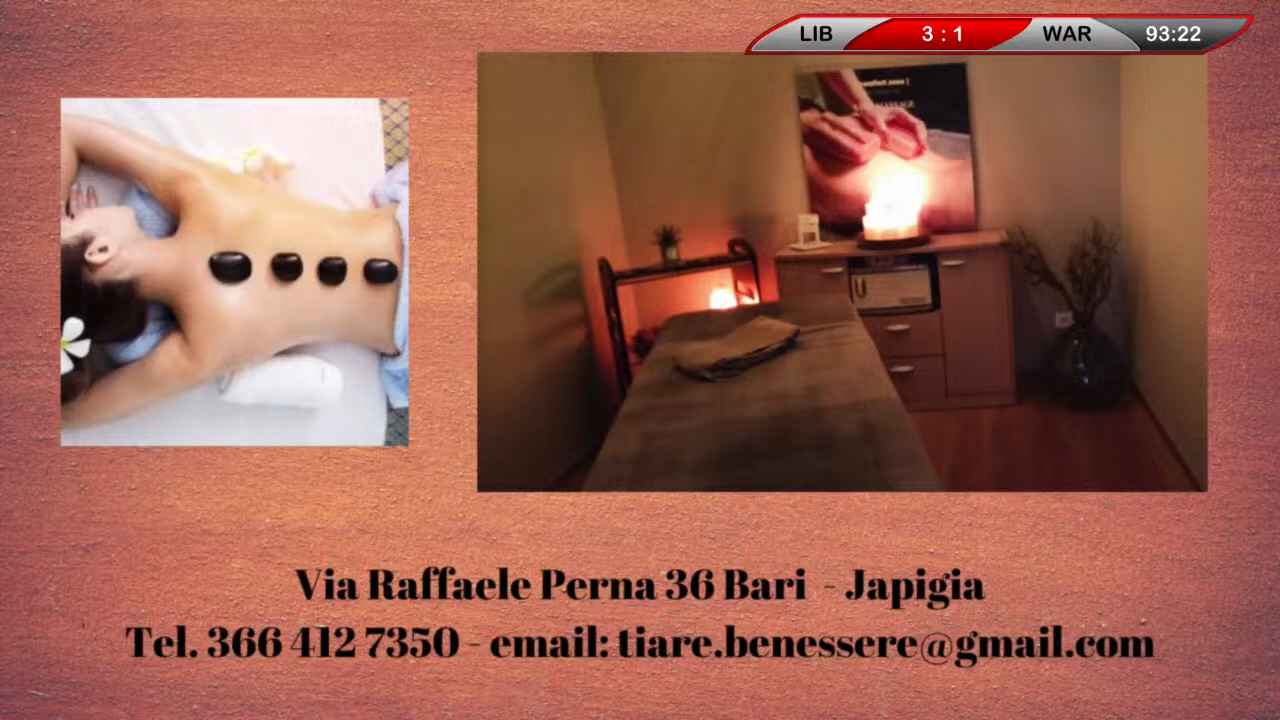 LIB 3 : 1 WAR 93:22
MASSAGE
Via Raffaele Perna 36 Bari - Japigia
Tel. 366 412 7350 - email: tiare.benessere@gmail.com